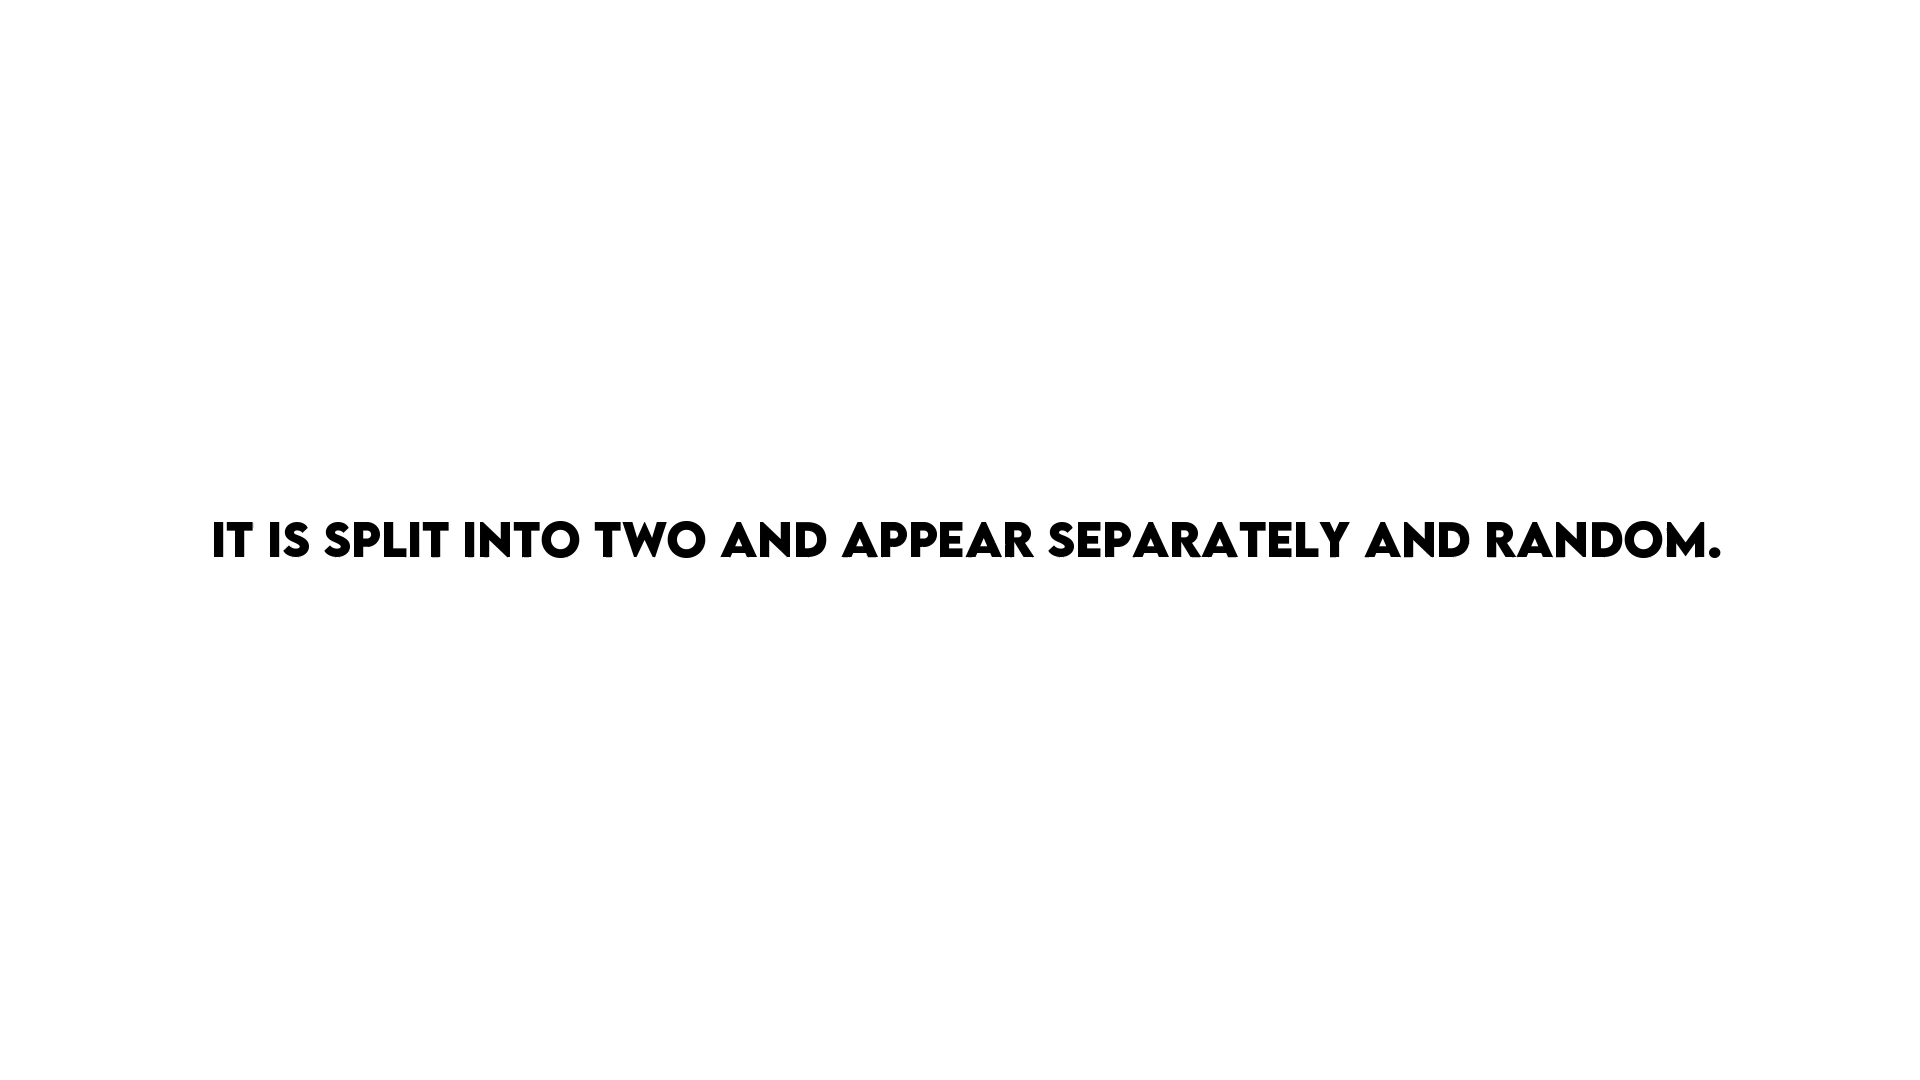 IT IS SPLIT INTO TWO AND APPEAR SEPARATELY AND RANDOM.